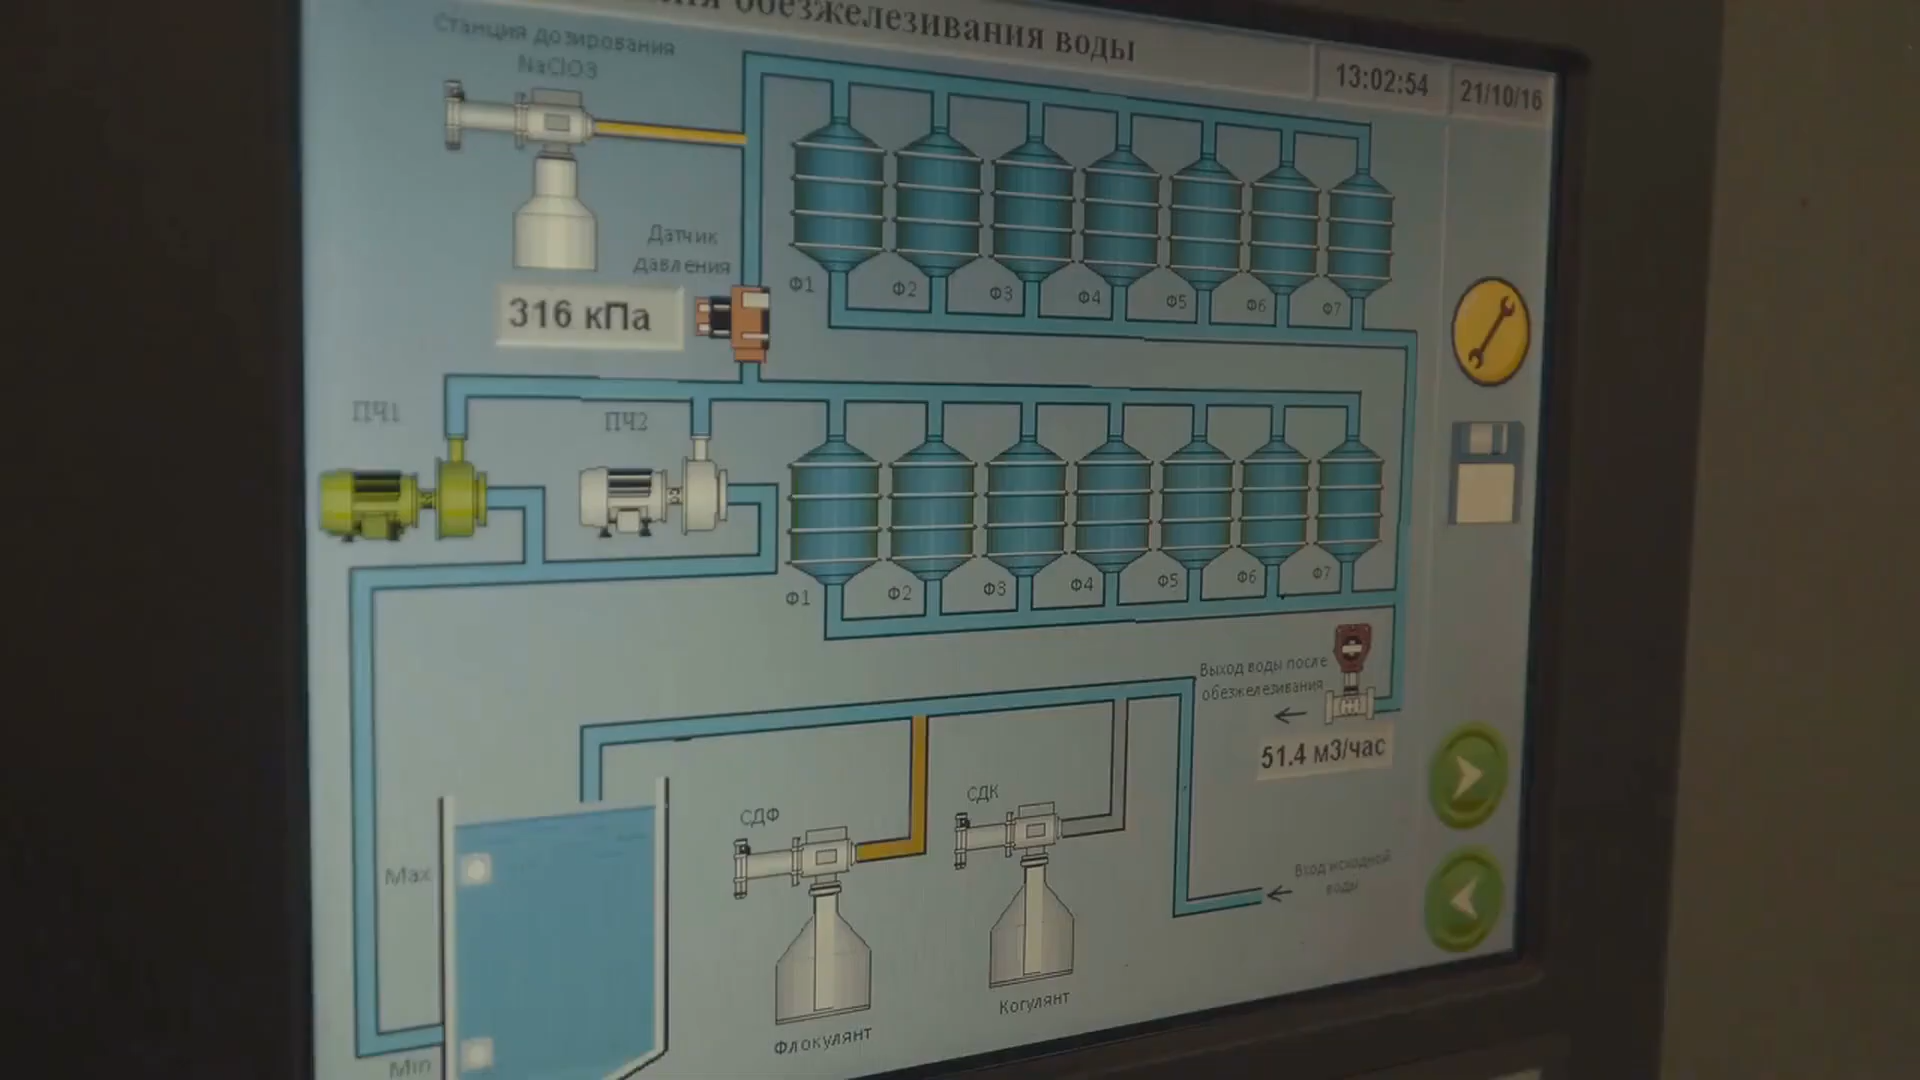 обезжелезивания воды
13:02:54
21/10/16
Станция дозирования
NaClO3
Датчик
давления
316 кПа
Ф1
Ф2
Ф3
Ф4
Ф5
Ф6
Ф7
ПЧ1
ПЧ2
Ф1
Ф2
Ф3
Ф4
Ф5
Ф6
Ф7
Выход воды после
обезжелезивания
51.4 м3/час
СДФ
СДК
Max
Вход исходной
воды
Когулянт
Флокулянт
Min